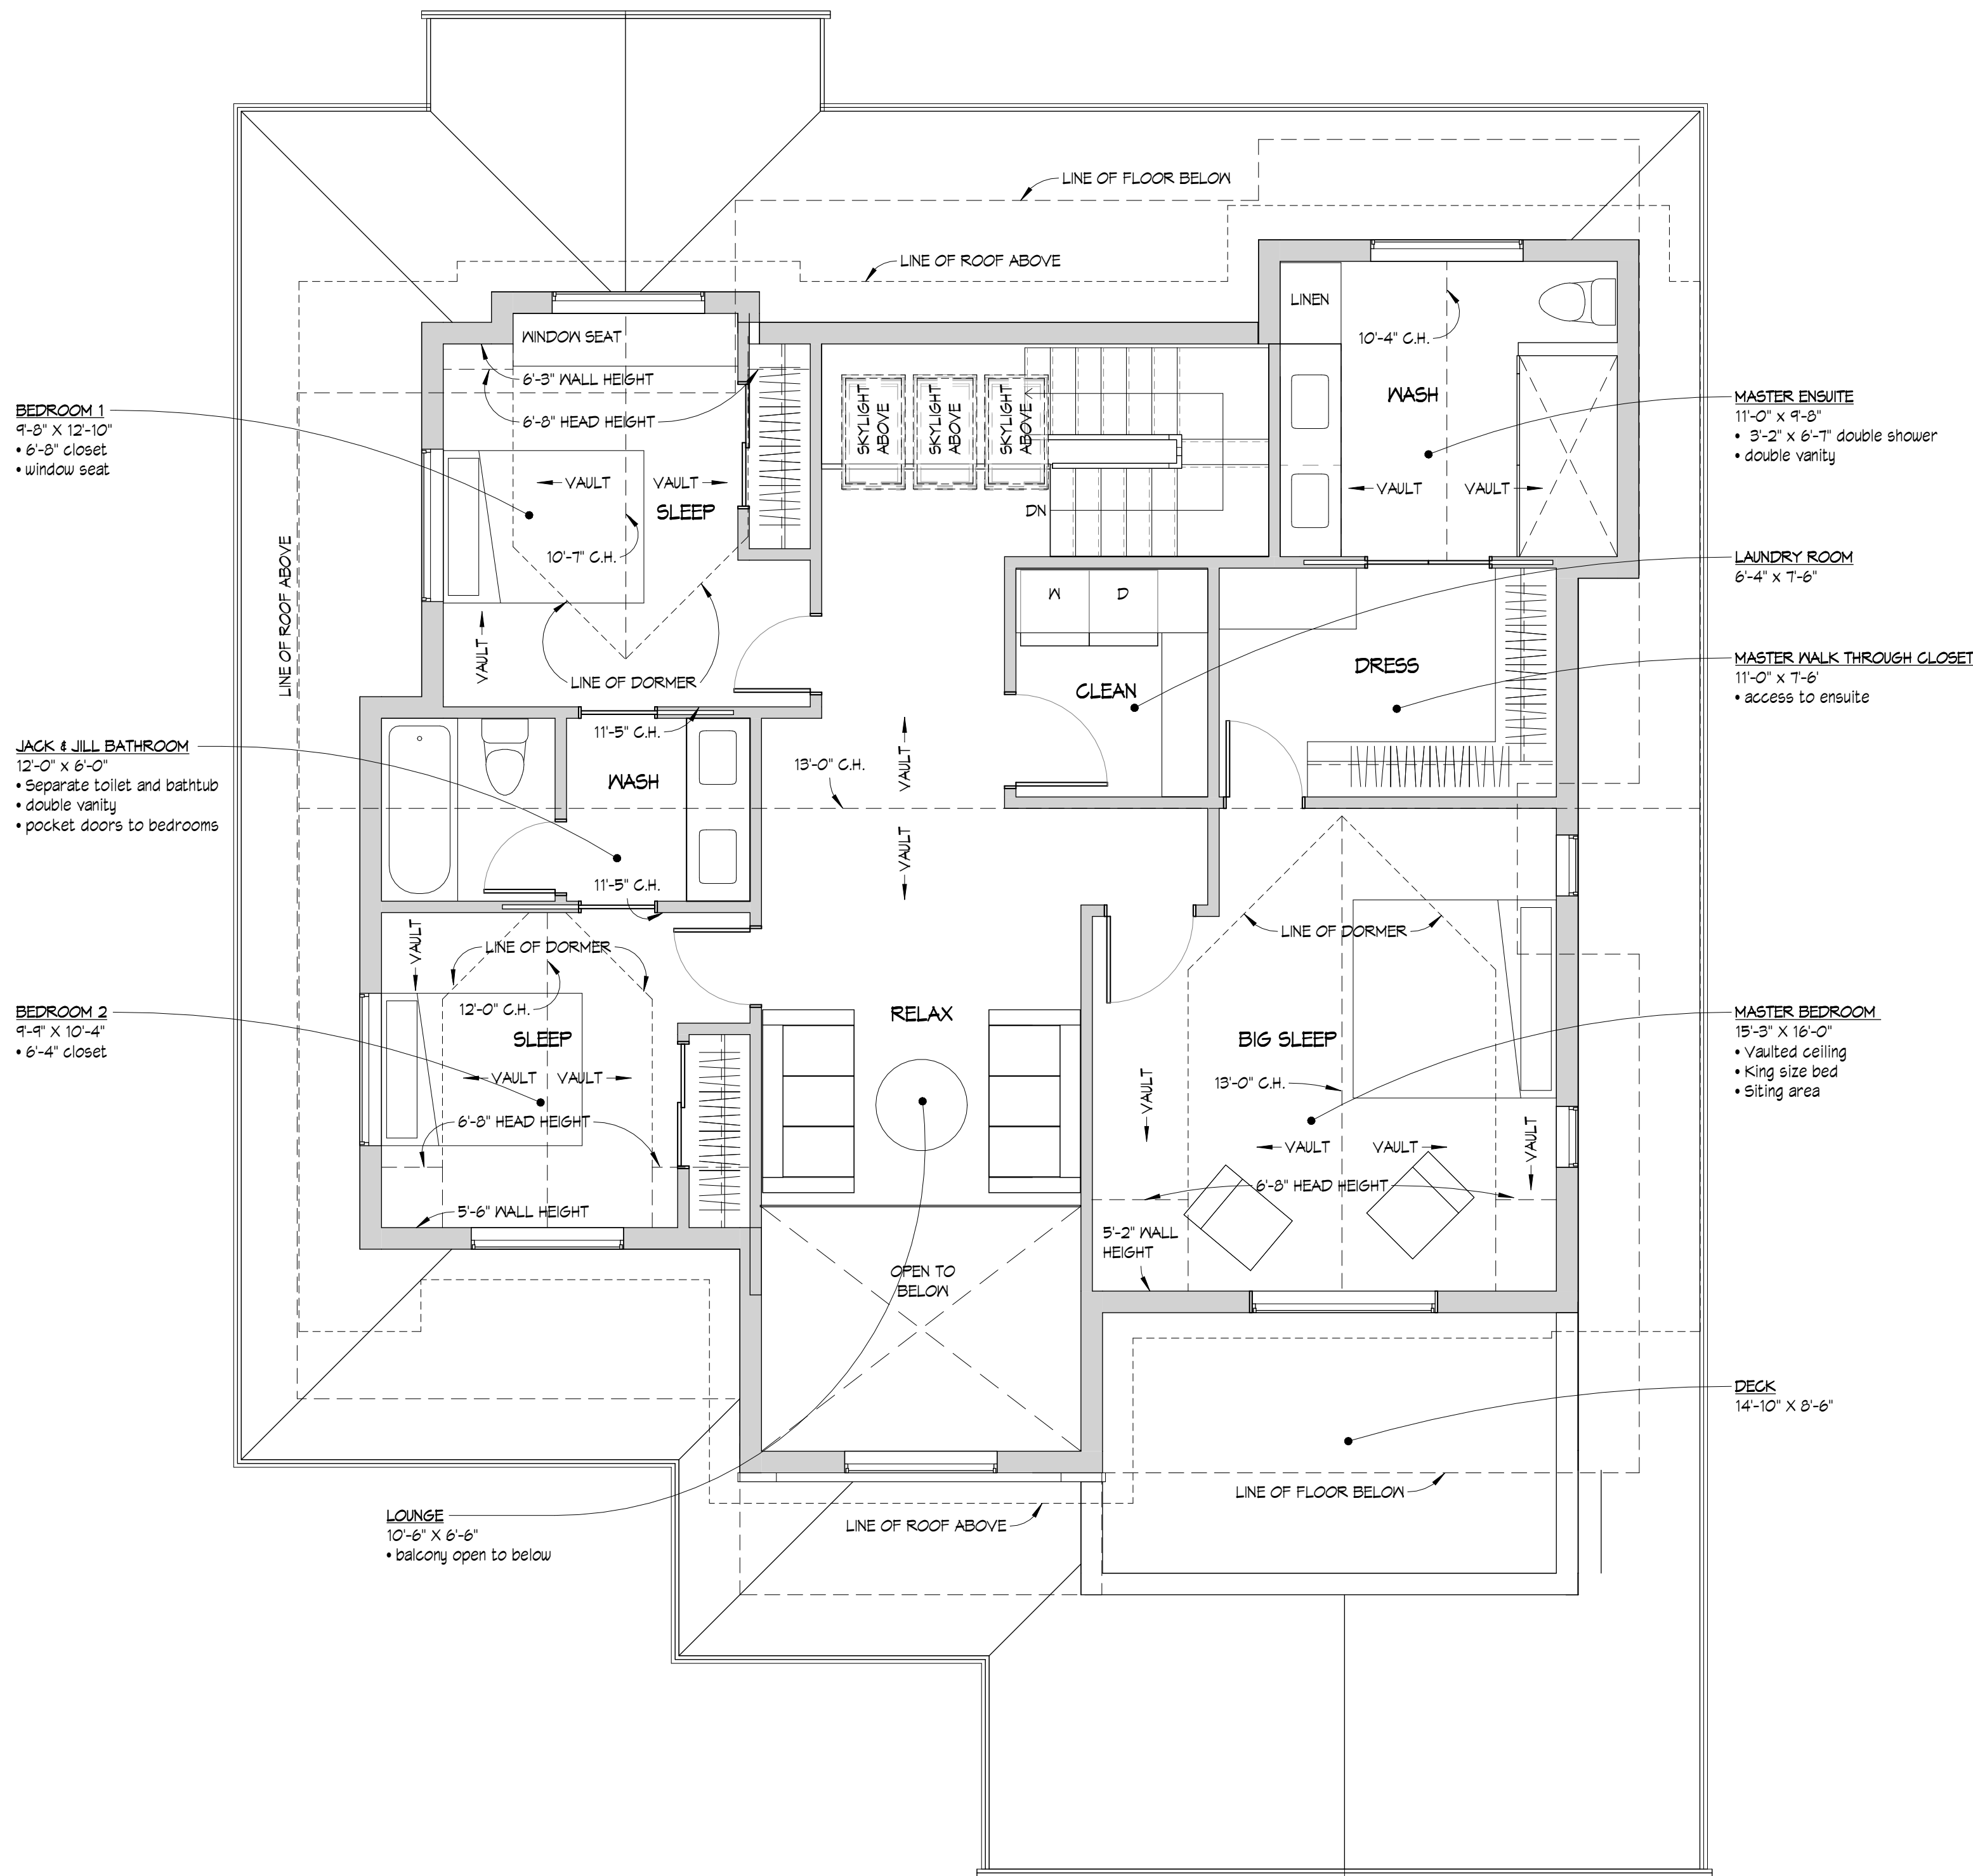 LINE OF FLOOR BELOW
LINE OF ROOF ABOVE
LINEN
10'-4" C.H.
WASH
VAULT
VAULT
WINDOW SEAT
6'-3" WALL HEIGHT
6'-8" HEAD HEIGHT
VAULT
VAULT
SLEEP
10'-7" C.H.
VAULT
LINE OF DORMER
SKYLIGHT
ABOVE
SKYLIGHT
ABOVE
SKYLIGHT
ABOVE
DN
BEDROOM 1
9'-8" X 12'-10"
• 6'-8" closet
• window seat
MASTER ENSUITE
11'-0" x 9'-8"
• 3'-2" x 6'-7" double shower
• double vanity
LAUNDRY ROOM
6'-4" x 7'-6"
MASTER WALK THROUGH CLOSET
11'-0" x 7'-6'
• access to ensuite
LINE OF ROOF ABOVE
W
D
CLEAN
DRESS
JACK & JILL BATHROOM
12'-0" x 6'-0"
• Separate toilet and bathtub
• double vanity
• pocket doors to bedrooms
11'-5" C.H.
WASH
11'-5" C.H.
13'-0" C.H.
VAULT
VAULT
VAULT
LINE OF DORMER
12'-0" C.H.
SLEEP
VAULT
VAULT
6'-8" HEAD HEIGHT
5'-6" WALL HEIGHT
BEDROOM 2
9'-9" X 10'-4"
• 6'-4" closet
RELAX
OPEN TO
BELOW
LINE OF DORMER
BIG SLEEP
13'-0" C.H.
VAULT
VAULT
VAULT
VAULT
6'-8" HEAD HEIGHT
5'-2" WALL
HEIGHT
MASTER BEDROOM
15'-3" X 16'-0"
• Vaulted ceiling
• King size bed
• Siting area
DECK
14'-10" X 8'-6"
LINE OF FLOOR BELOW
LINE OF ROOF ABOVE
LOUNGE
10'-6" X 6'-6"
• balcony open to below